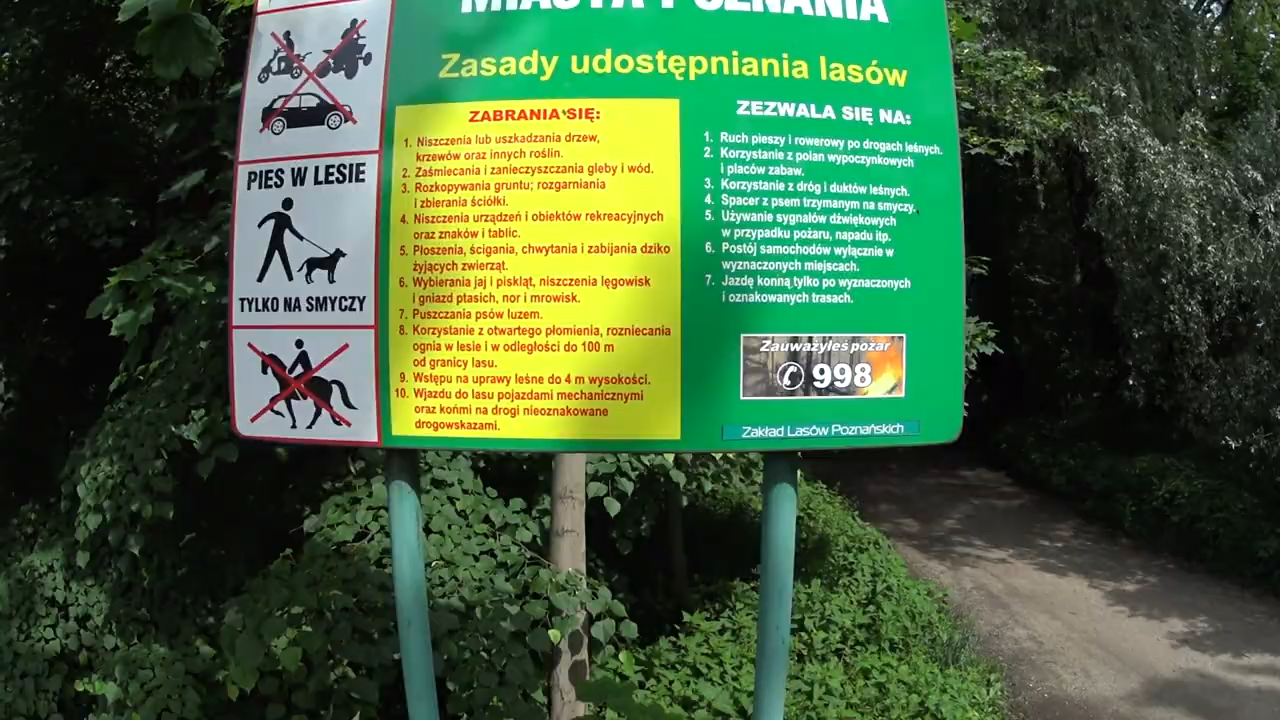 MIASTA POZNANIA
Zasady udostępniania lasów
PIES W LESIE
TYLKO NA SMYCZY
ZABRANIA SIĘ:
1. Niszczenia lub uszkadzania drzew,
krzewów oraz innych roślin.
2. Zaśmiecania i zanieczyszczania gleby i wód.
3. Rozkopywania gruntu; rozgarniania
i zbierania ściółki.
4. Niszczenia urządzeń i obiektów rekreacyjnych
oraz znaków i tablic.
5. Płoszenia, ścigania, chwytania i zabijania dziko
żyjących zwierząt.
6. Wybierania jaj i piskląt, niszczenia lęgowisk
i gniazd ptasich, nor i mrowisk.
7. Puszczania psów luzem.
8. Korzystanie z otwartego płomienia, rozniecania
ognia w lesie i w odległości do 100 m
od granicy lasu.
9. Wstępu na uprawy leśne do 4 m wysokości.
10. Wjazdu do lasu pojazdami mechanicznymi
oraz końmi na drogi nieoznakowane
drogowskazami.
ZEZWALA SIĘ NA:
1. Ruch pieszy i rowerowy po drogach leśnych.
2. Korzystanie z polan wypoczynkowych
i placów zabaw.
3. Korzystanie z dróg i duktów leśnych.
4. Spacer z psem trzymanym na smyczy.
5. Używanie sygnałów dźwiękowych
w przypadku pożaru, napadu itp.
6. Postój samochodów wyłącznie w
wyznaczonych miejscach.
7. Jazdę konną tylko po wyznaczonych
i oznakowanych trasach.
Zauważyłeś pożar
998
Zakład Lasów Poznańskich